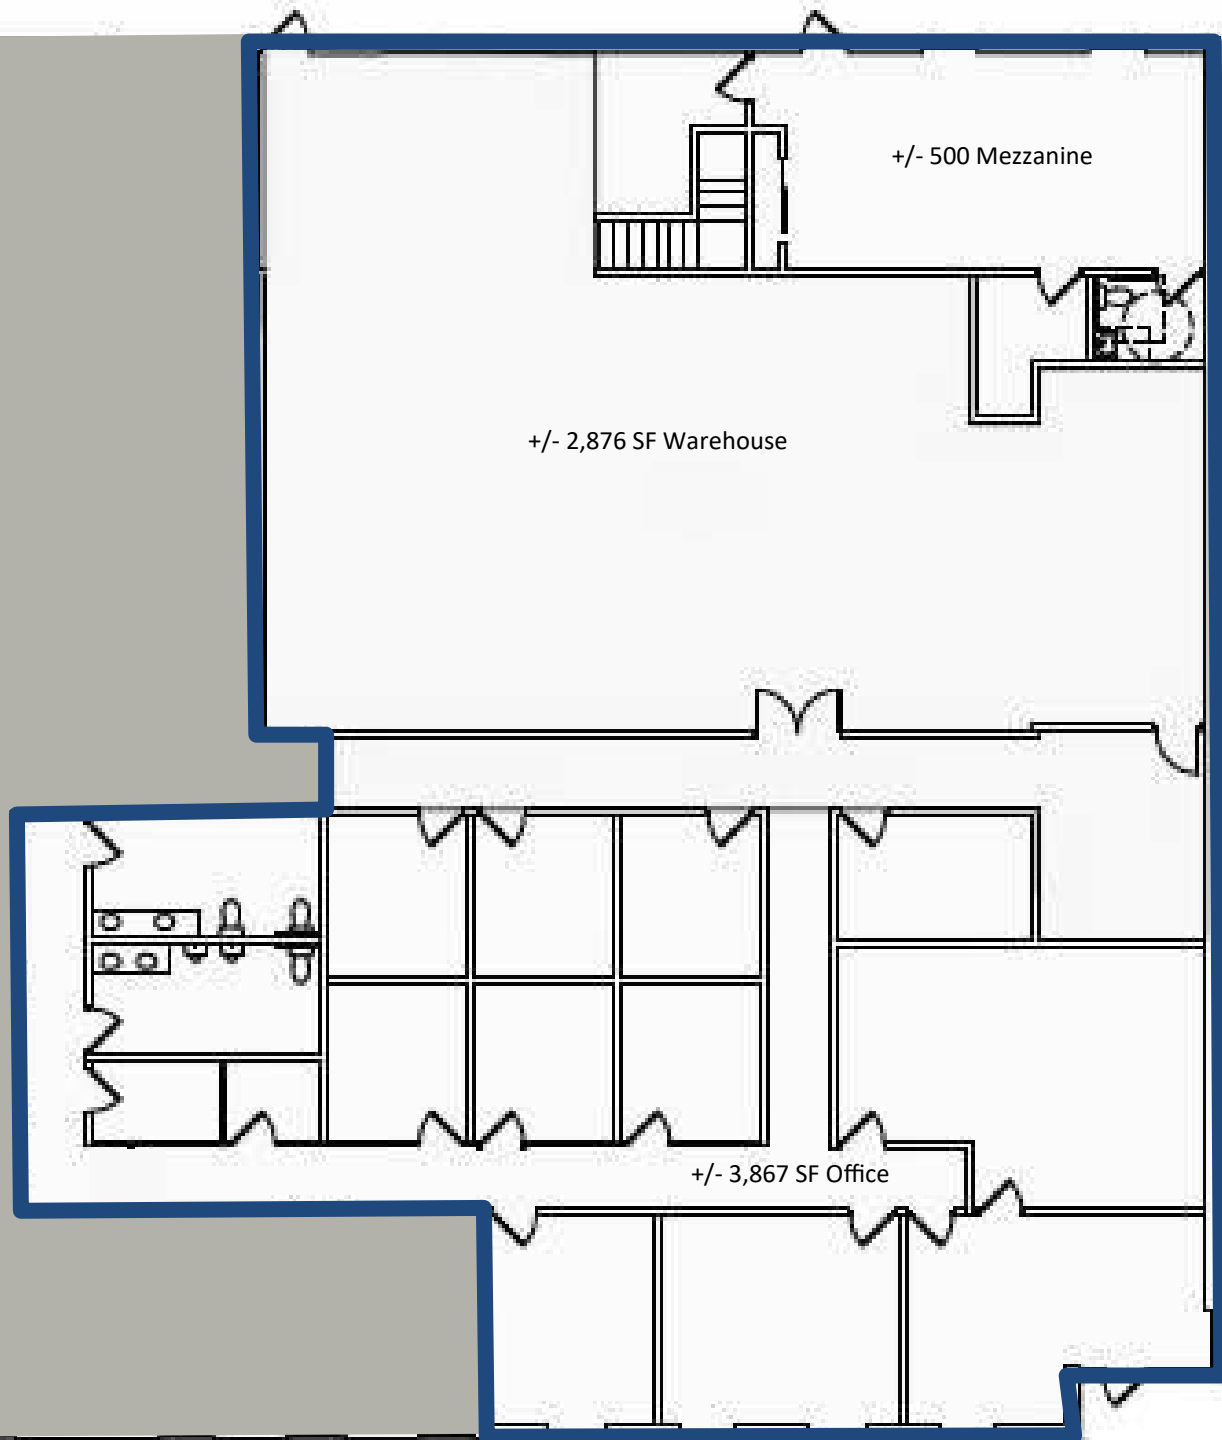 +/- 500 Mezzanine
+/- 2,876 SF Warehouse
+/- 3,867 SF Office